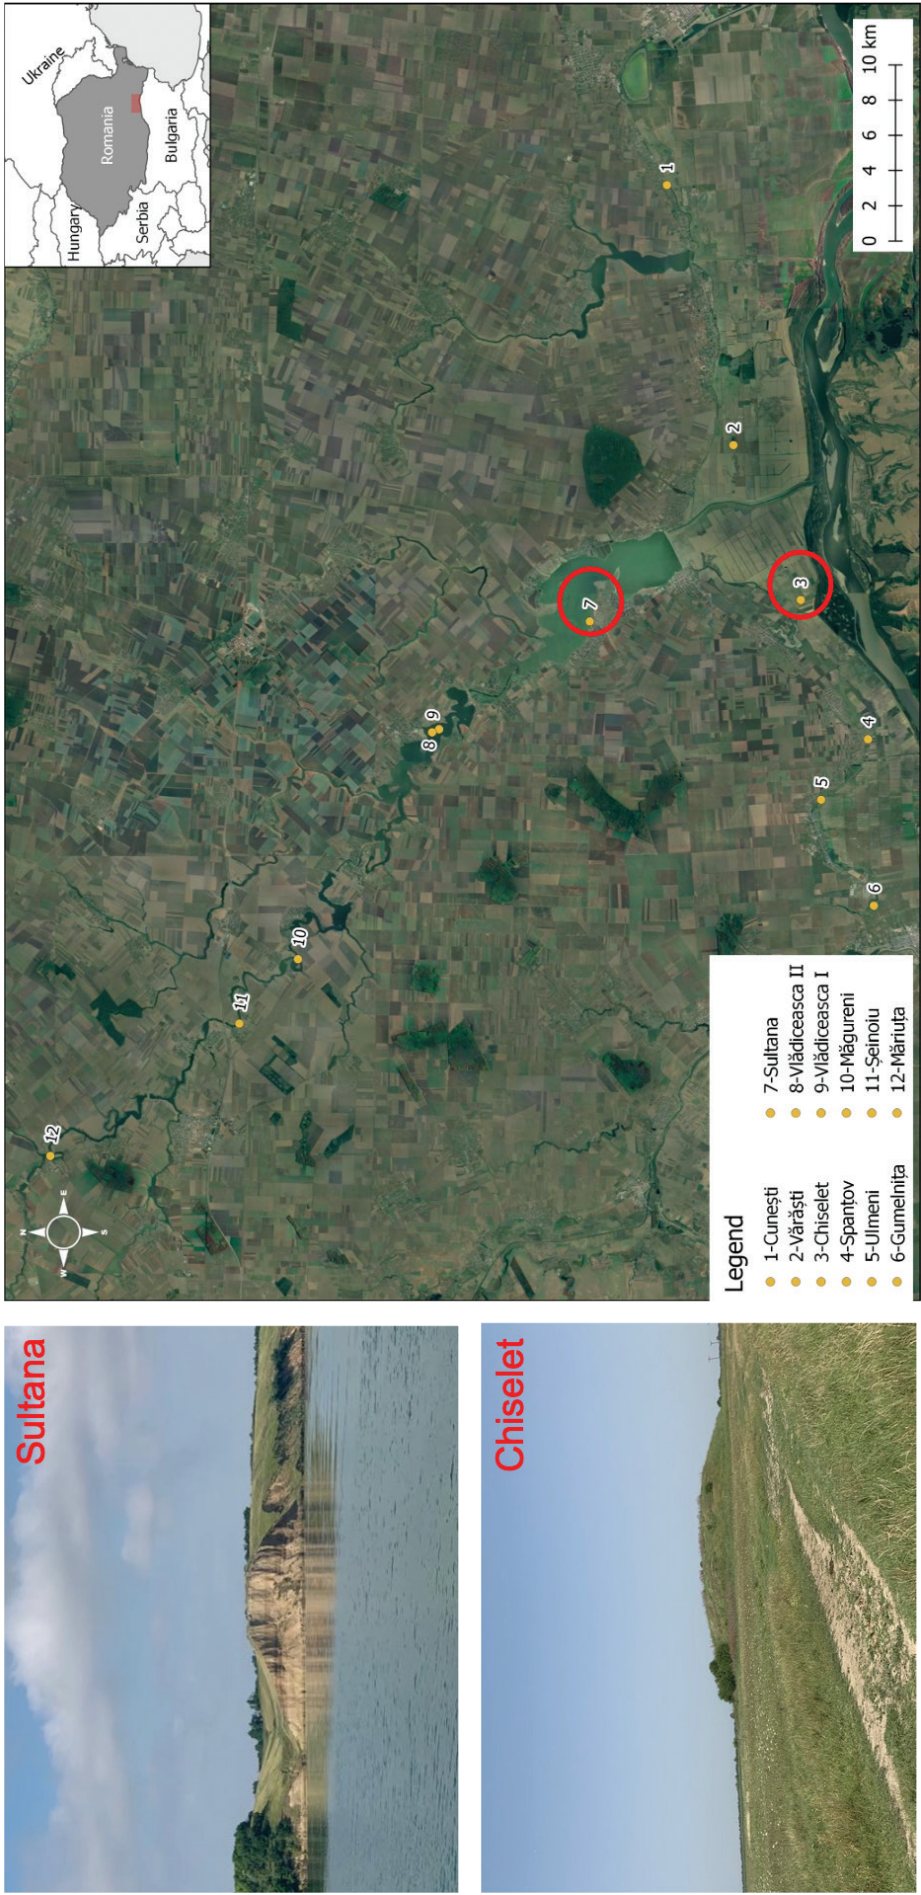 Sultana
Chiselet
N
W
E
S
12
11
10
8
9
7
6
5
4
3
2
1
Legend
1-Cunești
2-Vărăști
3-Chiselet
4-Spanțov
5-Ulmeni
6-Gumelnița
7-Sultana
8-Vlădiceasca II
9-Vlădiceasca I
10-Măgureni
11-Șeinoiu
12-Măriuța
Ukraine
Hungary
Romania
Serbia
Bulgaria
0 2 4 6 8 10 km